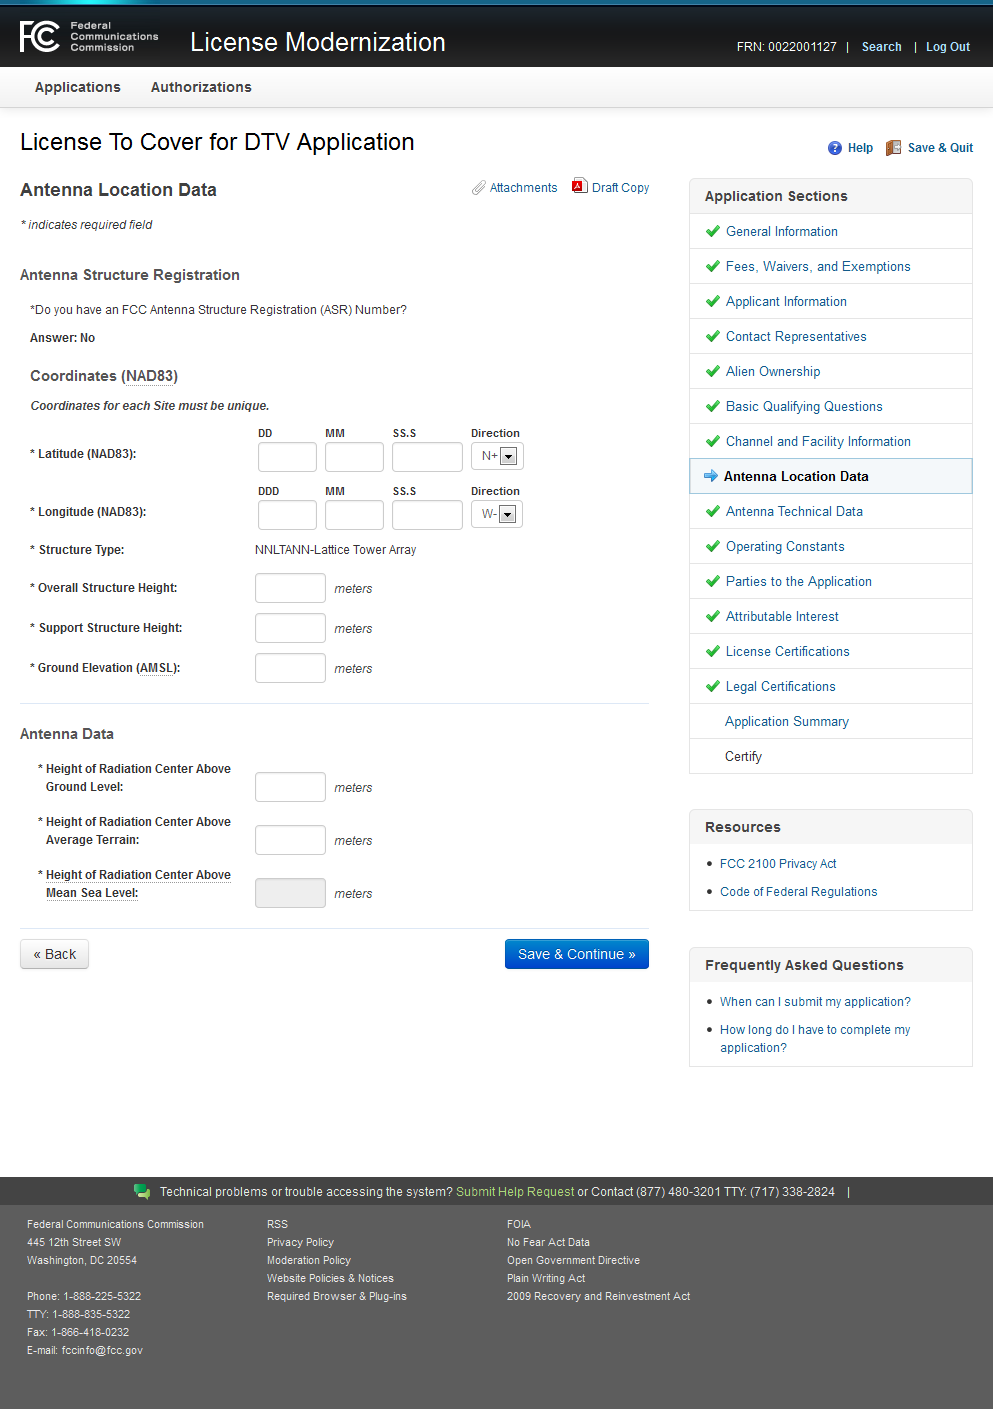 FCC Federal
Communications
Commission
License Modernization
FRN: 0022001127 | Search | Log Out
Applications Authorizations
License To Cover for DTV Application
Help Save & Quit
Antenna Location Data
Attachments Draft Copy
* indicates required field
Antenna Structure Registration
*Do you have an FCC Antenna Structure Registration (ASR) Number?
Answer: No
Coordinates (NAD83)
Coordinates for each Site must be unique.
DD MM SS.S Direction
* Latitude (NAD83): N+
DDD MM SS.S Direction
* Longitude (NAD83): W-
* Structure Type: NNLTANN-Lattice Tower Array
* Overall Structure Height: meters
* Support Structure Height: meters
* Ground Elevation (AMSL): meters
Antenna Data
* Height of Radiation Center Above
Ground Level: meters
* Height of Radiation Center Above
Average Terrain: meters
* Height of Radiation Center Above
Mean Sea Level: meters
« Back Save & Continue »
Application Sections
General Information
Fees, Waivers, and Exemptions
Applicant Information
Contact Representatives
Alien Ownership
Basic Qualifying Questions
Channel and Facility Information
Antenna Location Data
Antenna Technical Data
Operating Constants
Parties to the Application
Attributable Interest
License Certifications
Legal Certifications
Application Summary
Certify
Resources
• FCC 2100 Privacy Act
• Code of Federal Regulations
Frequently Asked Questions
• When can I submit my application?
• How long do I have to complete my
application?
Technical problems or trouble accessing the system? Submit Help Request or Contact (877) 480-3201 TTY: (717) 338-2824 |
Federal Communications Commission
445 12th Street SW
Washington, DC 20554
Phone: 1-888-225-5322
TTY: 1-888-835-5322
Fax: 1-866-418-0232
E-mail: fccinfo@fcc.gov
RSS
Privacy Policy
Moderation Policy
Website Policies & Notices
Required Browser & Plug-ins
FOIA
No Fear Act Data
Open Government Directive
Plain Writing Act
2009 Recovery and Reinvestment Act